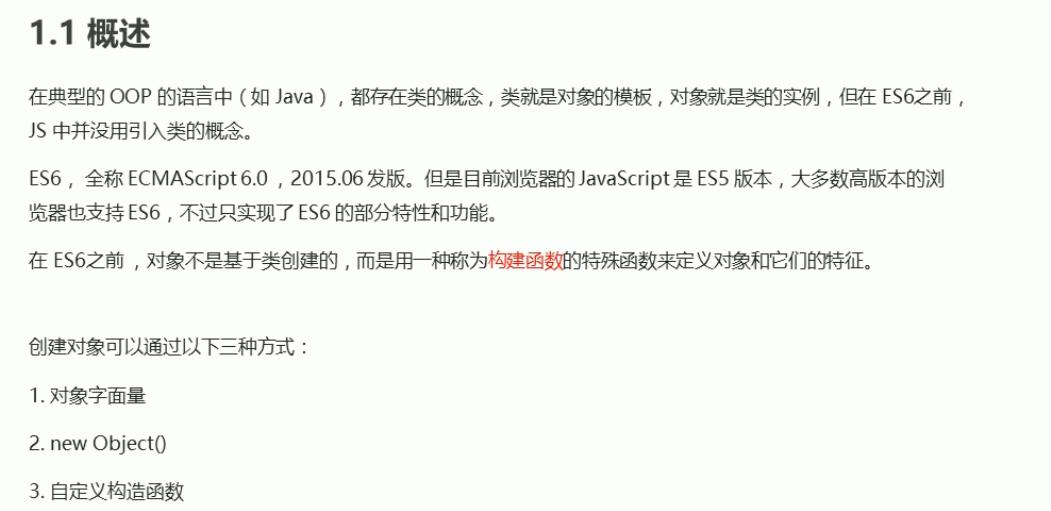 1.1 概述
在典型的 OOP 的语言中（如 Java），都存在类的概念，类就是对象的模板，对象就是类的实例，但在 ES6之前，
JS 中并没用引入类的概念。
ES6， 全称 ECMAScript 6.0 ，2015.06 发版。但是目前浏览器的 JavaScript 是 ES5 版本，大多数高版本的浏
览器也支持 ES6，不过只实现了 ES6 的部分特性和功能。
在 ES6之前 ，对象不是基于类创建的，而是用一种称为构建函数的特殊函数来定义对象和它们的特征。
创建对象可以通过以下三种方式：
1. 对象字面量
2. new Object()
3. 自定义构造函数